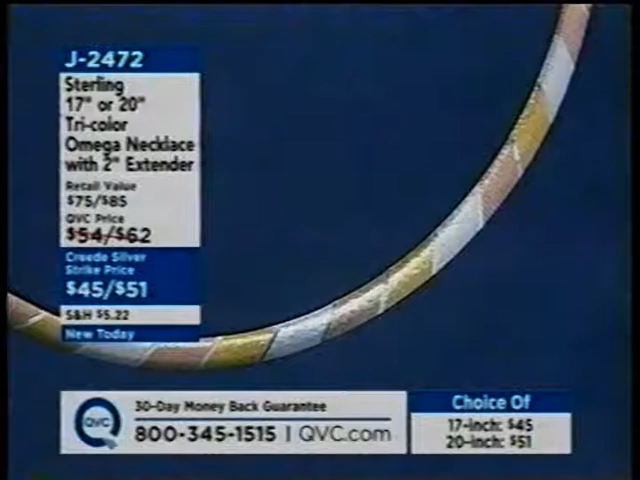 J-2472
Sterling
17" or 20"
Tri-color
Omega Necklace
with 2" Extender
Retail Value
$75/$85
QVC Price
$54/$62
Creede Silver
Strike Price
$45/$51
S&H $5.22
New Today
QVC
30-Day Money Back Guarantee
800-345-1515 | QVC.com
Choice Of
17-inch: $45
20-inch: $51